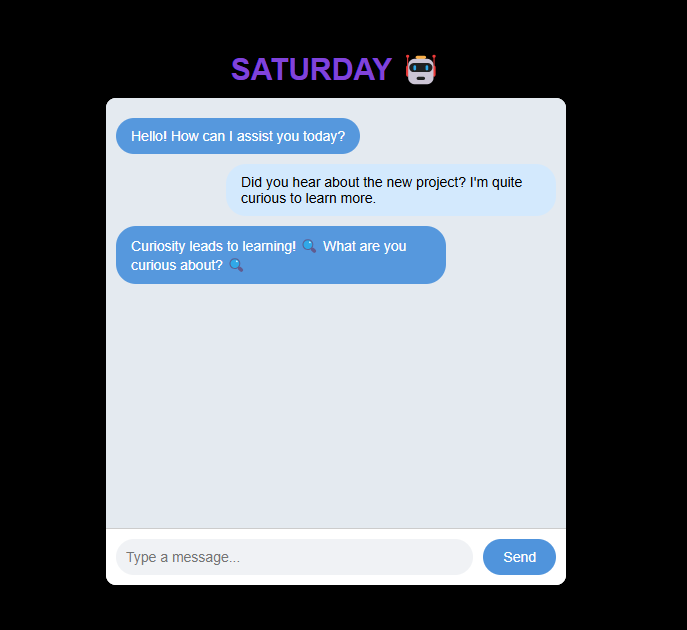 SATURDAY 🤖
Hello! How can I assist you today?
Did you hear about the new project? I'm quite
curious to learn more.
Curiosity leads to learning! 🔍 What are you
curious about? 🔍
Type a message...
Send